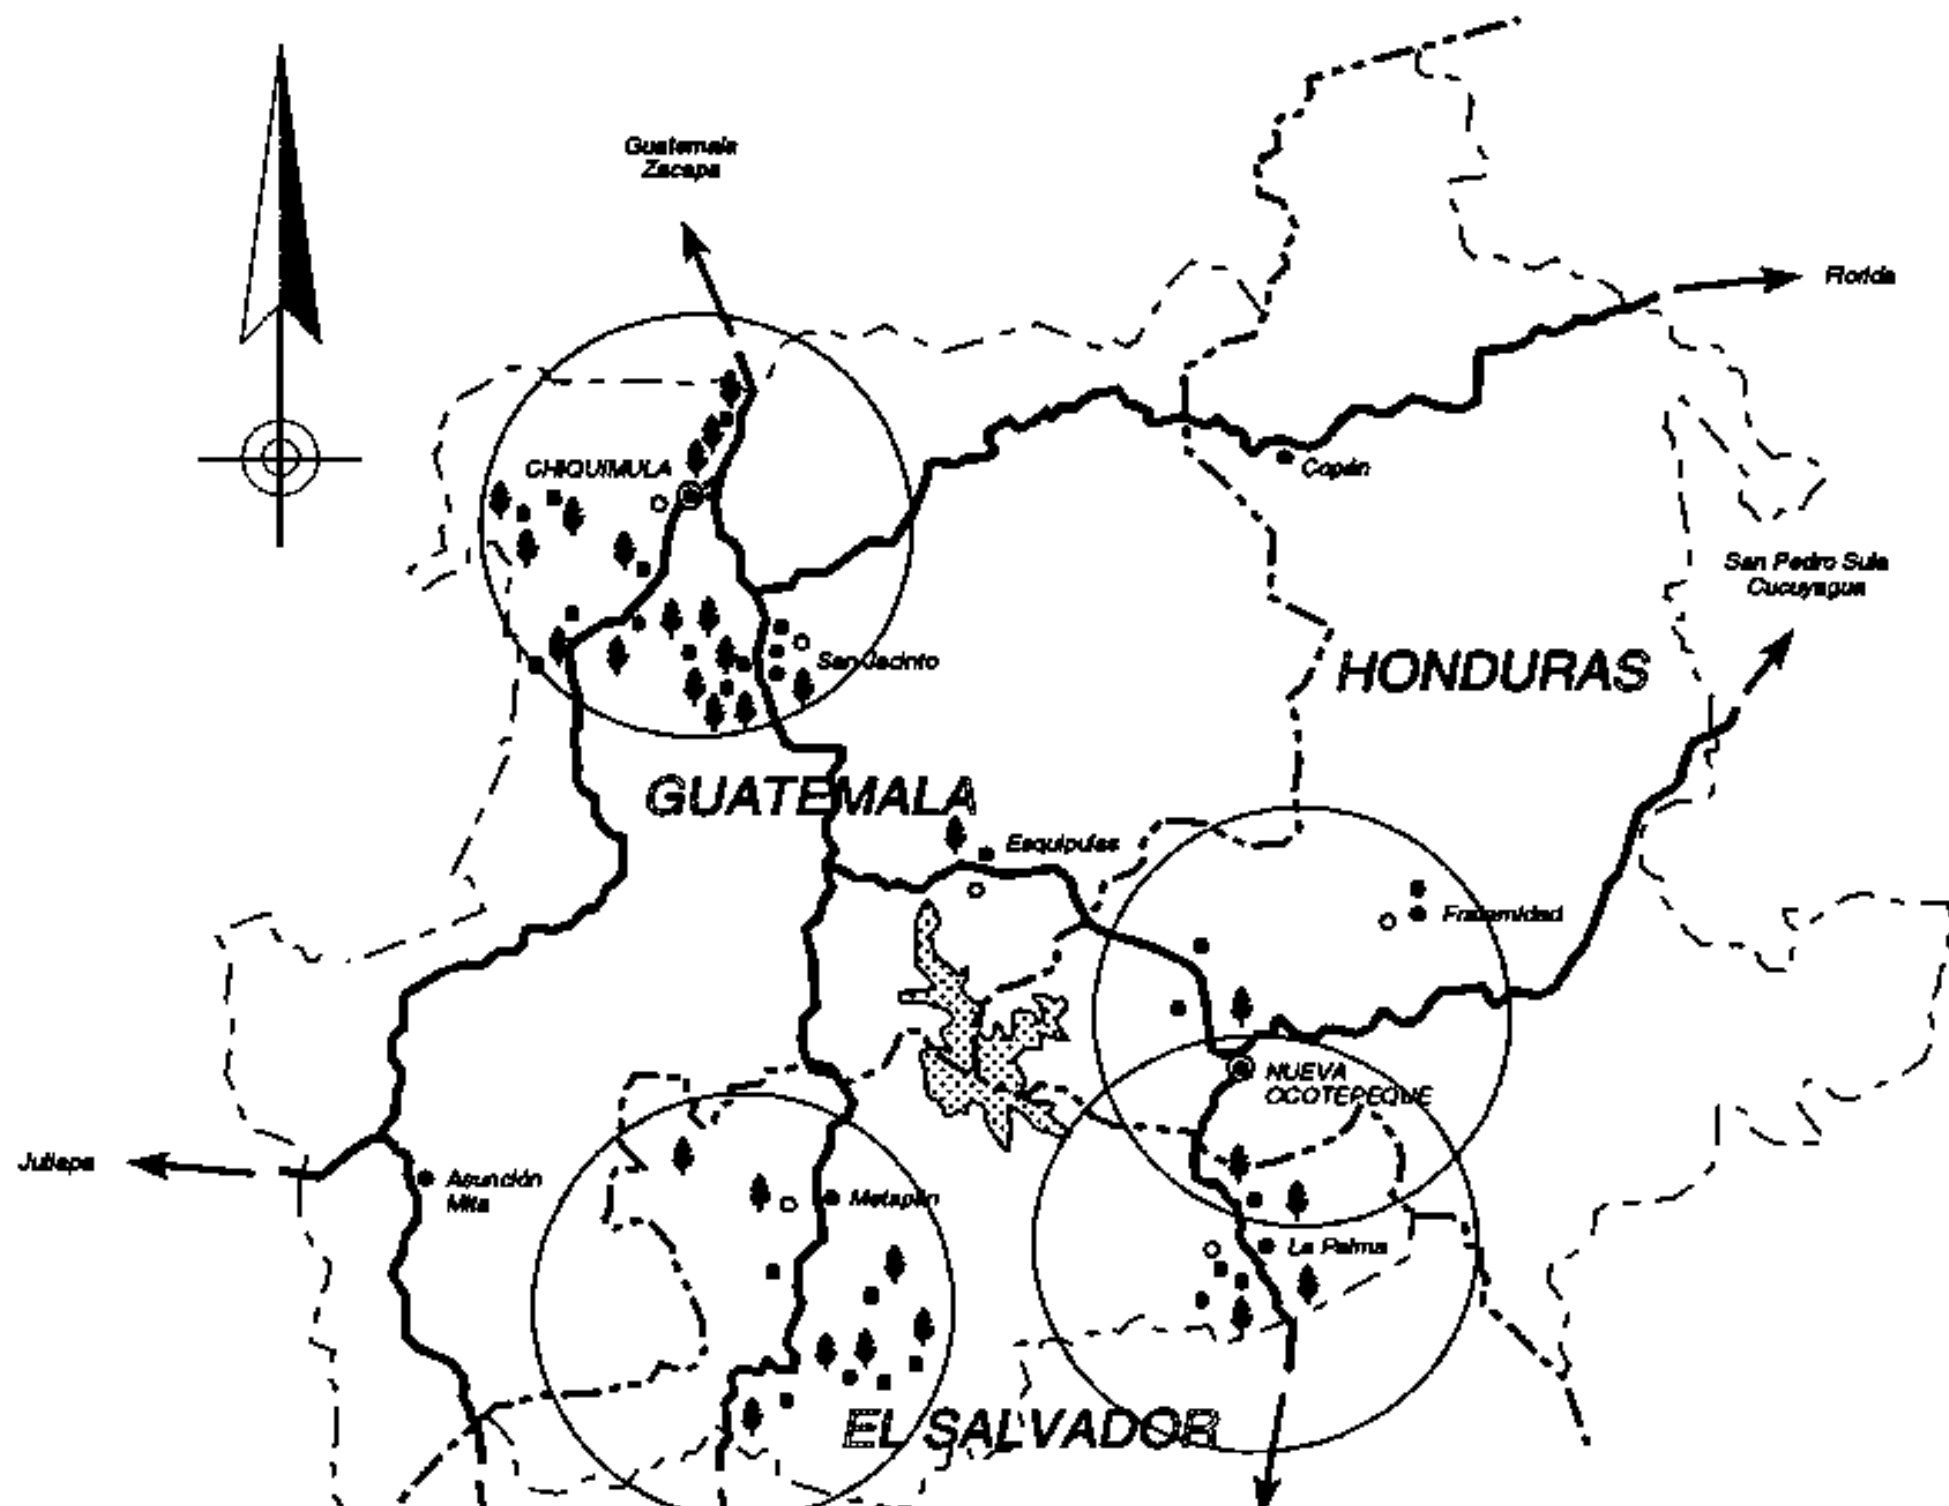 Guatemala
Zacapa
Florida
CHIQUIMULA
Copán
San Pedro Sula
Cucuyagua
San Jacinto
HONDURAS
GUATEMALA
Esquipulas
Fraternidad
NUEVA
OCOTEPEQUE
Jutiapa
Asunción
Mita
Metapán
La Palma
EL SALVADOR